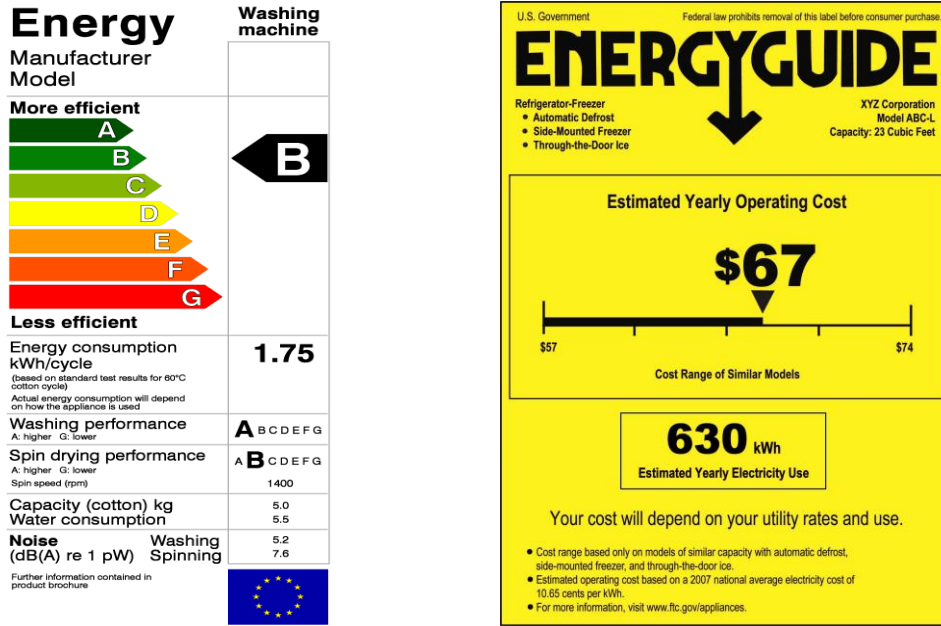 Energy
Washing
machine
Manufacturer
Model
More efficient
A
B
C
D
E
F
G
B
Less efficient
Energy consumption
kWh/cycle
(based on standard test results for 60°C
cotton cycle)
Actual energy consumption will depend
on how the appliance is used
1.75
Washing performance
A: higher G: lower
A B C D E F G
Spin drying performance
A: higher G: lower
Spin speed (rpm)
A B C D E F G
1400
Capacity (cotton) kg
Water consumption
5.0
5.5
Noise Washing
(dB(A) re 1 pW) Spinning
5.2
7.6
Further information contained in
product brochure
U.S. Government
Federal law prohibits removal of this label before consumer purchase.
ENERGYGUIDE
Refrigerator-Freezer
• Automatic Defrost
• Side-Mounted Freezer
• Through-the-Door Ice
XYZ Corporation
Model ABC-L
Capacity: 23 Cubic Feet
Estimated Yearly Operating Cost
$67
$57
$74
Cost Range of Similar Models
630 kWh
Estimated Yearly Electricity Use
Your cost will depend on your utility rates and use.
• Cost range based only on models of similar capacity with automatic defrost,
side-mounted freezer, and through-the-door ice.
• Estimated operating cost based on a 2007 national average electricity cost of
10.65 cents per kWh.
• For more information, visit www.ftc.gov/appliances.